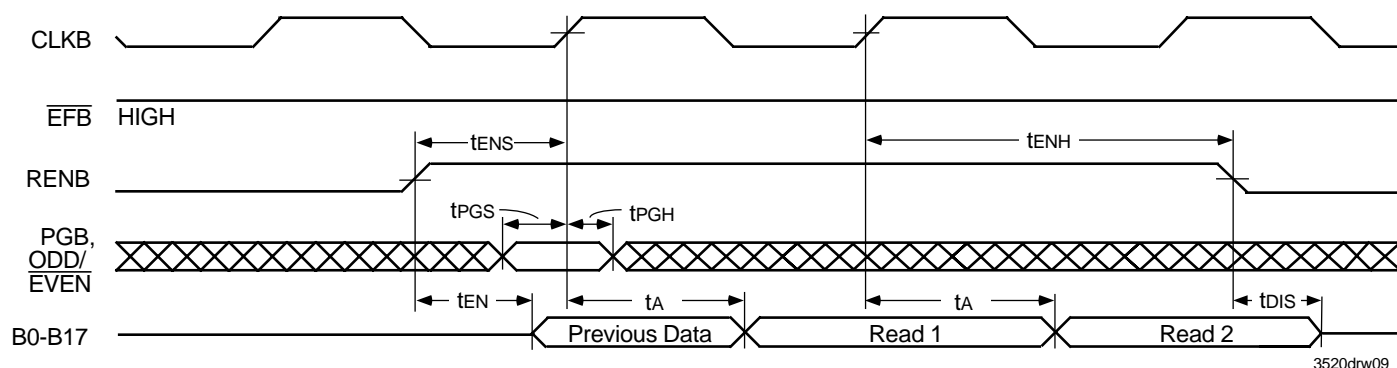 CLKB
EFB HIGH
tENS
tENH
RENB
tPGS
tPGH
PGB,
ODD/
EVEN
tEN
tA
tA
tDIS
B0-B17
Previous Data
Read 1
Read 2
3520drw09